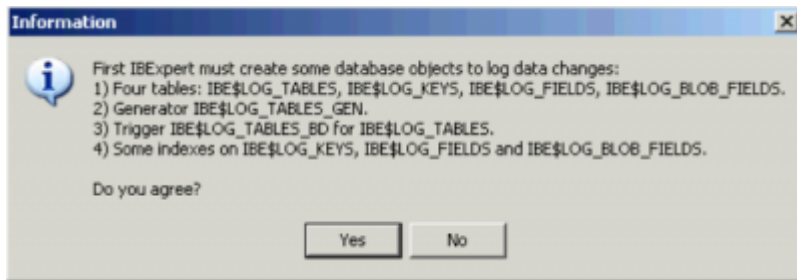 Information
First IBExpert must create some database objects to log data changes:
1) Four tables: IBE$LOG_TABLES, IBE$LOG_KEYS, IBE$LOG_FIELDS, IBE$LOG_BLOB_FIELDS.
2) Generator IBE$LOG_TABLES_GEN.
3) Trigger IBE$LOG_TABLES_BD for IBE$LOG_TABLES.
4) Some indexes on IBE$LOG_KEYS, IBE$LOG_FIELDS and IBE$LOG_BLOB_FIELDS.
Do you agree?
Yes No